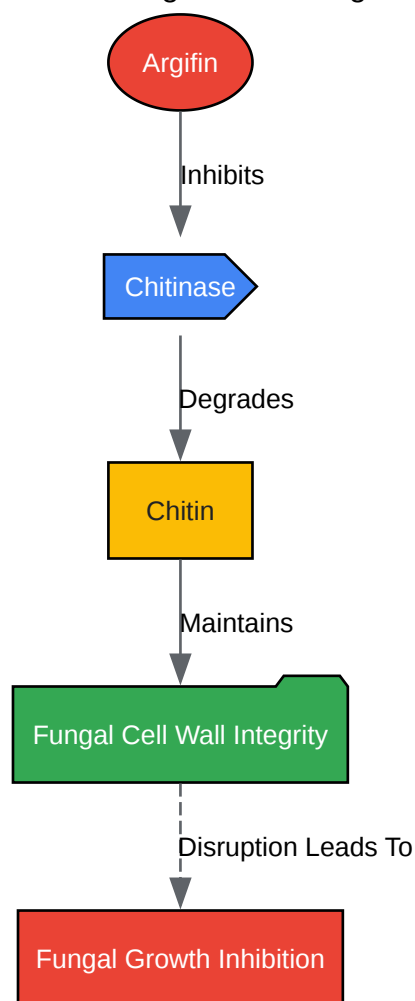 Argifin
Inhibits
Chitinase
Degrades
Chitin
Maintains
Fungal Cell Wall Integrity
Disruption Leads To
Fungal Growth Inhibition